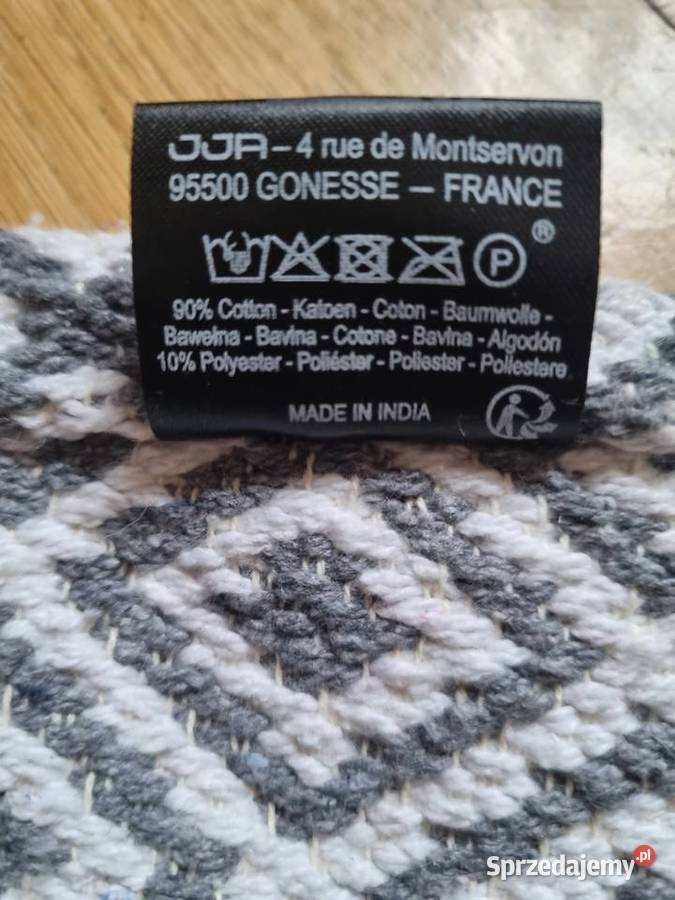 JJA – 4 rue de Montservon
95500 GONESSE – FRANCE
®
P
90% Cotton - Katoen - Coton - Baumwolle -
Bawełna - Bavlna - Cotone - Bavlna - Algodón
10% Polyester - Poliéster - Poliester - Poliestere
MADE IN INDIA
Sprzedajemy.pl